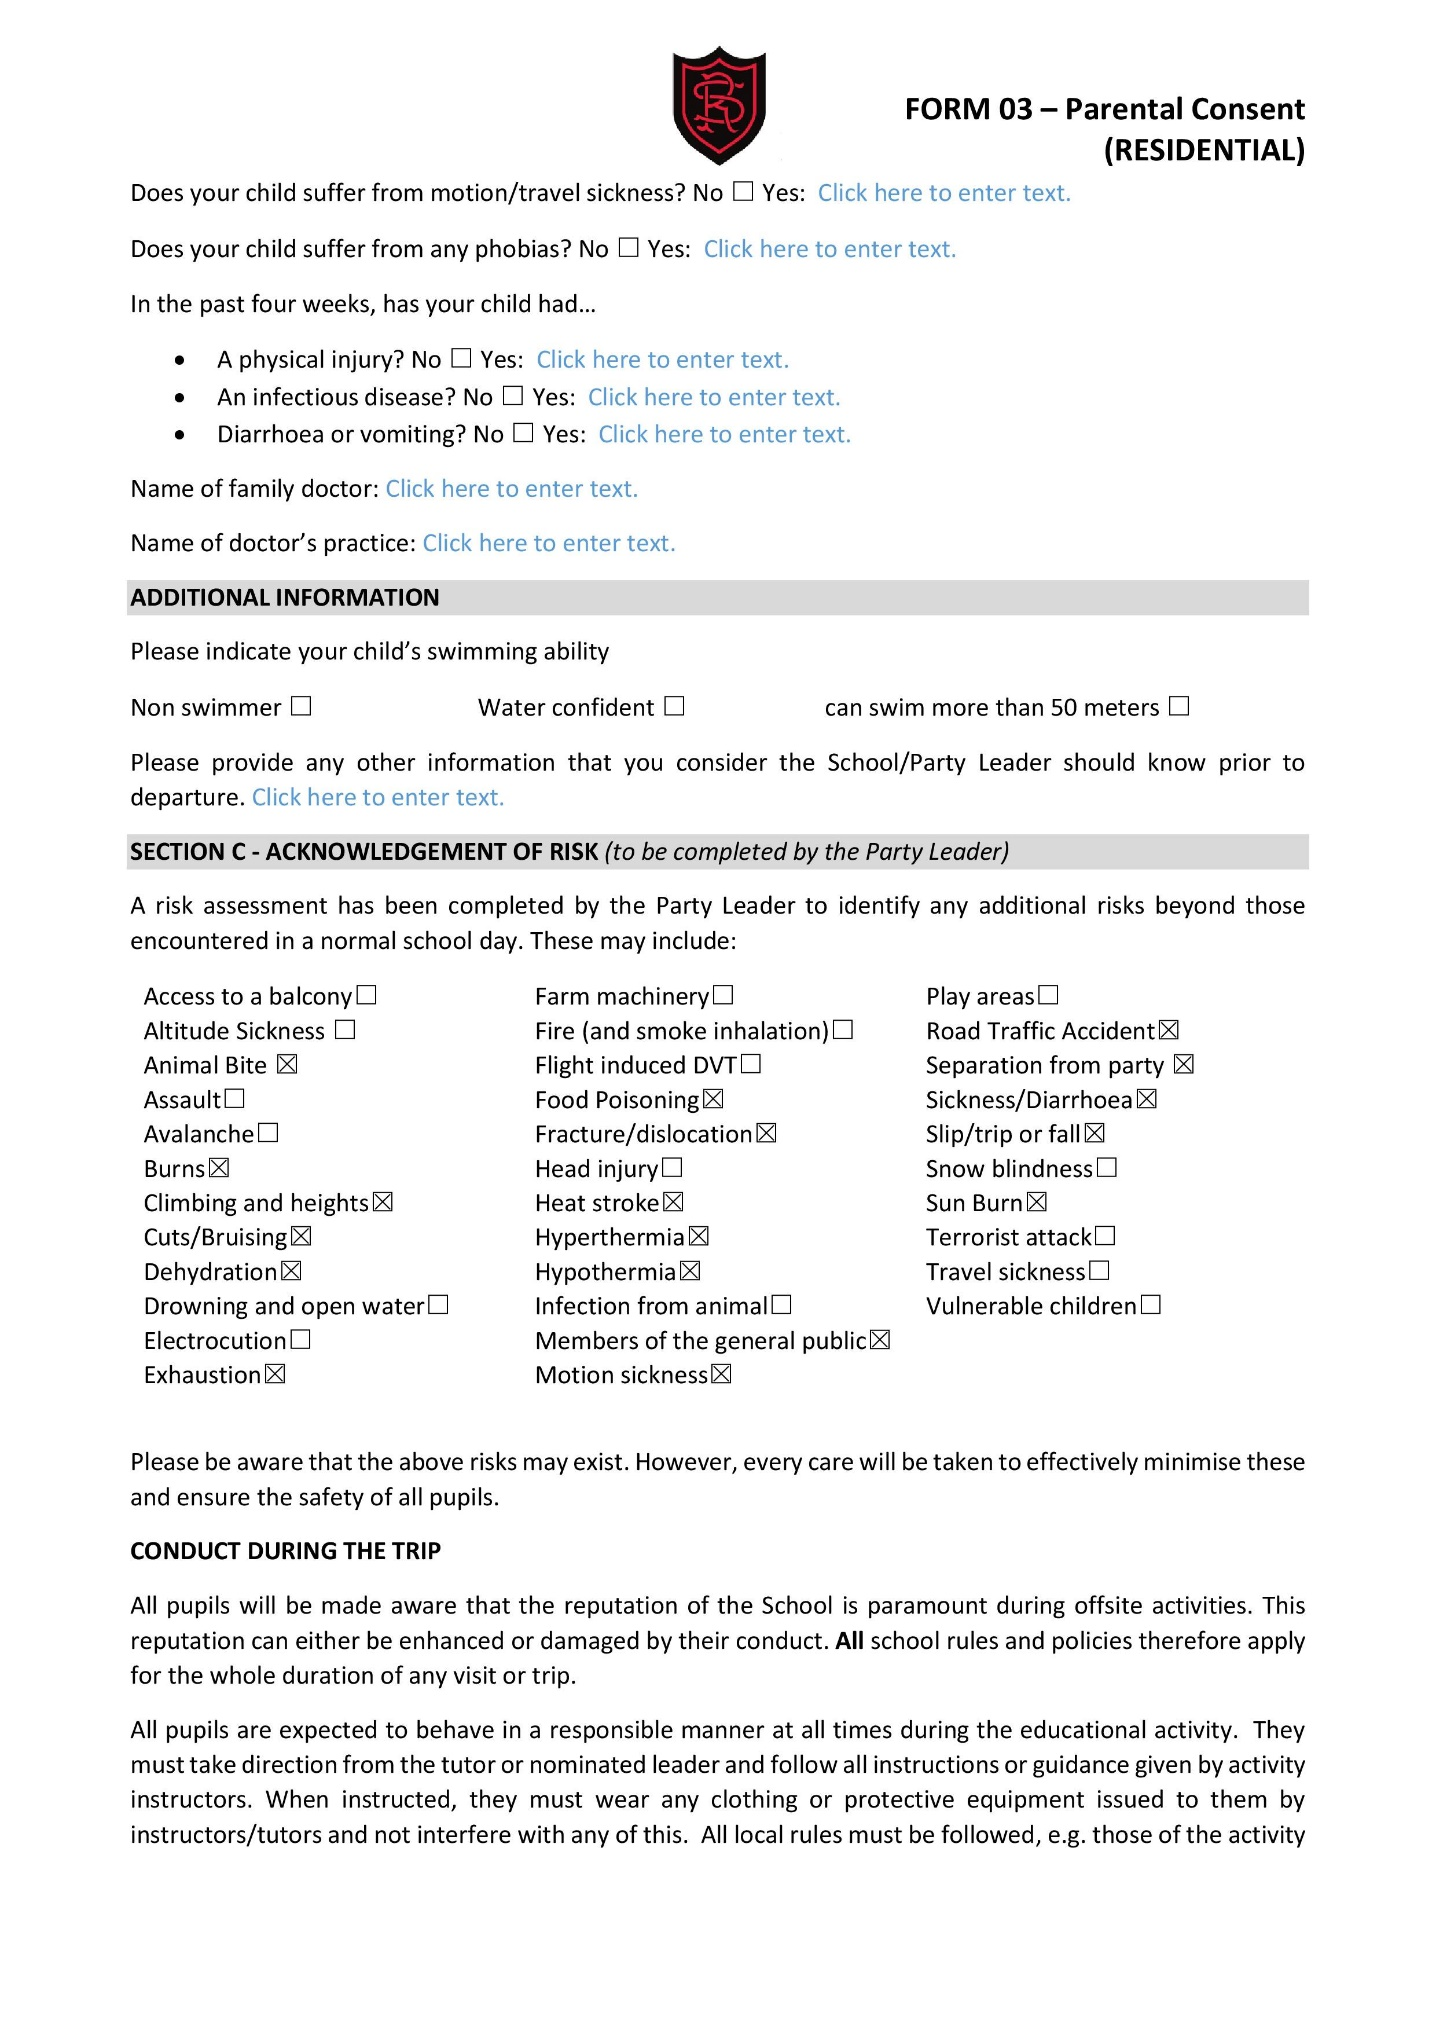 FORM 03 – Parental Consent
(RESIDENTIAL)
Does your child suffer from motion/travel sickness? No ☐ Yes: Click here to enter text.
Does your child suffer from any phobias? No ☐ Yes: Click here to enter text.
In the past four weeks, has your child had…
• A physical injury? No ☐ Yes: Click here to enter text.
• An infectious disease? No ☐ Yes: Click here to enter text.
• Diarrhoea or vomiting? No ☐ Yes: Click here to enter text.
Name of family doctor: Click here to enter text.
Name of doctor’s practice: Click here to enter text.
ADDITIONAL INFORMATION
Please indicate your child’s swimming ability
Non swimmer ☐ Water confident ☐ can swim more than 50 meters ☐
Please provide any other information that you consider the School/Party Leader should know prior to
departure. Click here to enter text.
SECTION C - ACKNOWLEDGEMENT OF RISK (to be completed by the Party Leader)
A risk assessment has been completed by the Party Leader to identify any additional risks beyond those
encountered in a normal school day. These may include:
Access to a balcony☐ Farm machinery☐ Play areas☐
Altitude Sickness ☐ Fire (and smoke inhalation)☐ Road Traffic Accident☒
Animal Bite ☒ Flight induced DVT☐ Separation from party ☒
Assault☐ Food Poisoning☒ Sickness/Diarrhoea☒
Avalanche☐ Fracture/dislocation☒ Slip/trip or fall☒
Burns☒ Head injury☐ Snow blindness☐
Climbing and heights☒ Heat stroke☒ Sun Burn☒
Cuts/Bruising☒ Hyperthermia☒ Terrorist attack☐
Dehydration☒ Hypothermia☒ Travel sickness☐
Drowning and open water☐ Infection from animal☐ Vulnerable children☐
Electrocution☐ Members of the general public☒
Exhaustion☒ Motion sickness☒
Please be aware that the above risks may exist. However, every care will be taken to effectively minimise these
and ensure the safety of all pupils.
CONDUCT DURING THE TRIP
All pupils will be made aware that the reputation of the School is paramount during offsite activities. This
reputation can either be enhanced or damaged by their conduct. All school rules and policies therefore apply
for the whole duration of any visit or trip.
All pupils are expected to behave in a responsible manner at all times during the educational activity. They
must take direction from the tutor or nominated leader and follow all instructions or guidance given by activity
instructors. When instructed, they must wear any clothing or protective equipment issued to them by
instructors/tutors and not interfere with any of this. All local rules must be followed, e.g. those of the activity